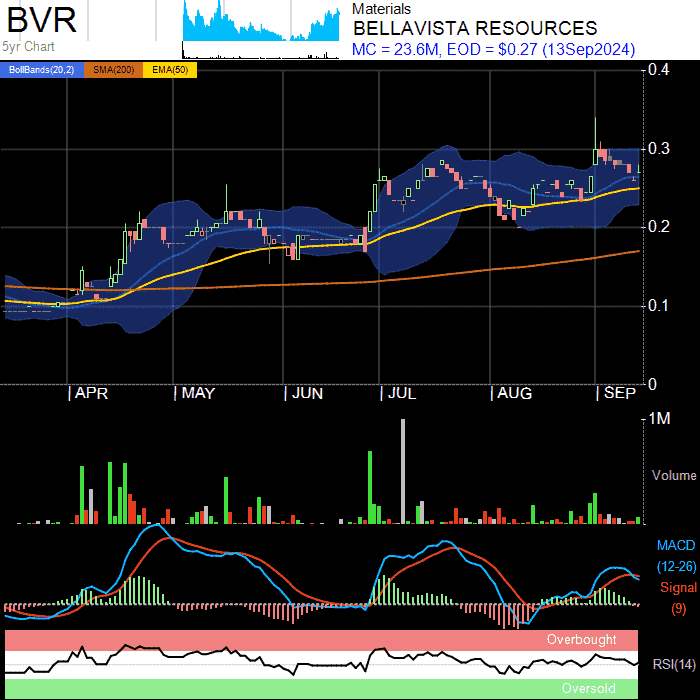 BVR
5yr Chart
Materials
BELLAVISTA RESOURCES
MC = 23.6M, EOD = $0.27 (13Sep2024)
BollBands(20,2) SMA(200) EMA(50)
0.4
0.3
0.2
0.1
0
APR MAY JUN JUL AUG SEP
1M
Volume
MACD
(12-26)
Signal
(9)
Overbought
RSI(14)
Oversold